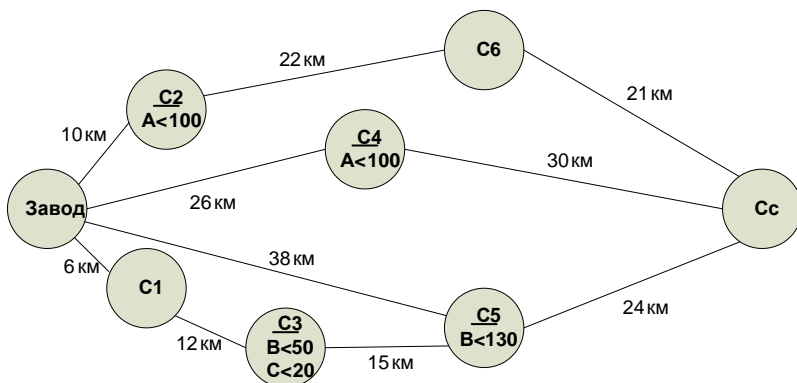 22 км
С6
С2
А<100
21 км
10 км
С4
А<100
30 км
Завод
26 км
Сс
38 км
6 км
С1
24 км
С3
В<50
С<20
С5
В<130
12 км
15 км